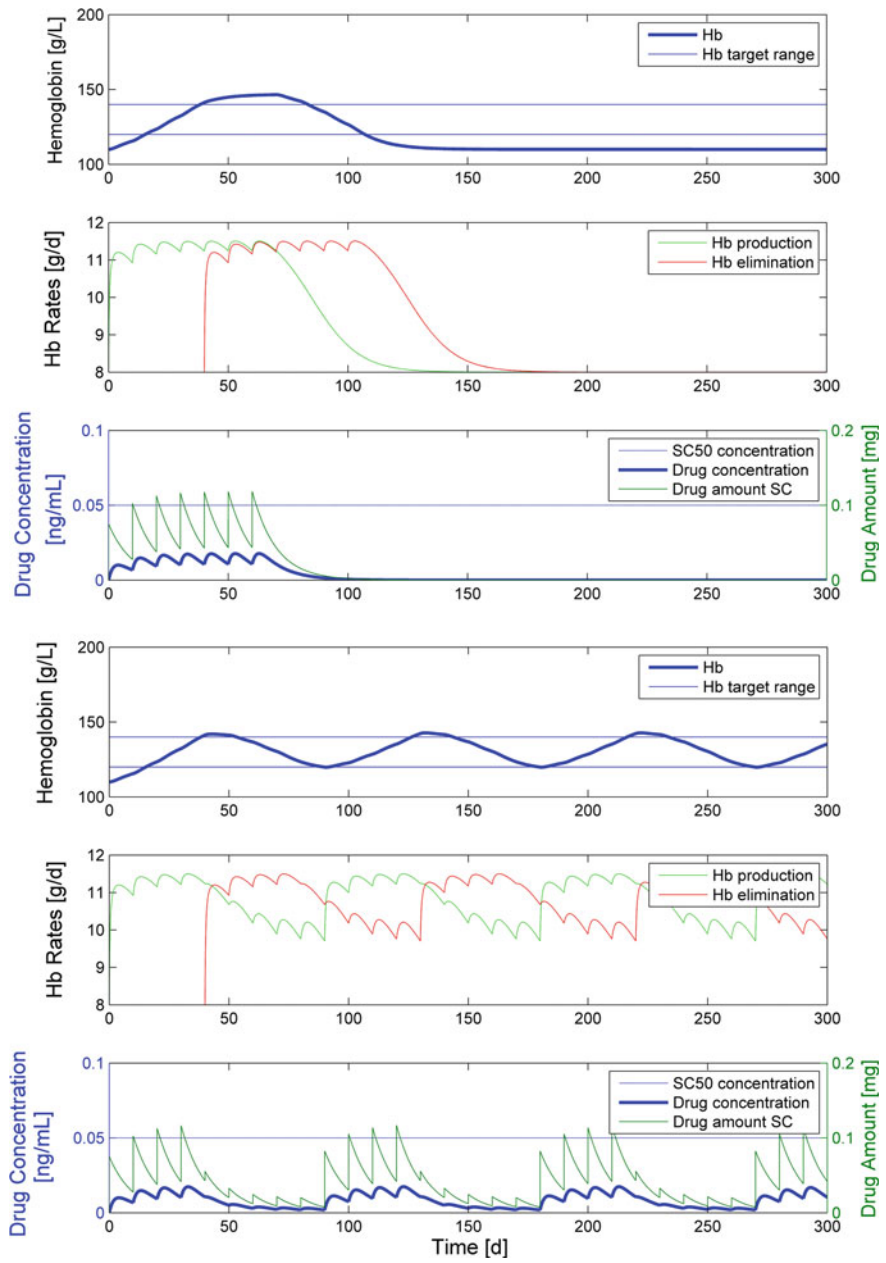 200
150
100
Hemoglobin [g/L]
Hb
Hb target range
0 50 100 150 200 250 300
12
11
10
9
8
Hb Rates [g/d]
Hb production
Hb elimination
0 50 100 150 200 250 300
0.1
0.05
0
Drug Concentration
[ng/mL]
SC50 concentration
Drug concentration
Drug amount SC
0.2
0.1
0
Drug Amount [mg]
0 50 100 150 200 250 300
200
150
100
Hemoglobin [g/L]
Hb
Hb target range
0 50 100 150 200 250 300
12
11
10
9
8
Hb Rates [g/d]
Hb production
Hb elimination
0 50 100 150 200 250 300
0.1
0.05
0
Drug Concentration
[ng/mL]
SC50 concentration
Drug concentration
Drug amount SC
0.2
0.1
0
Drug Amount [mg]
0 50 100 150 200 250 300
Time [d]